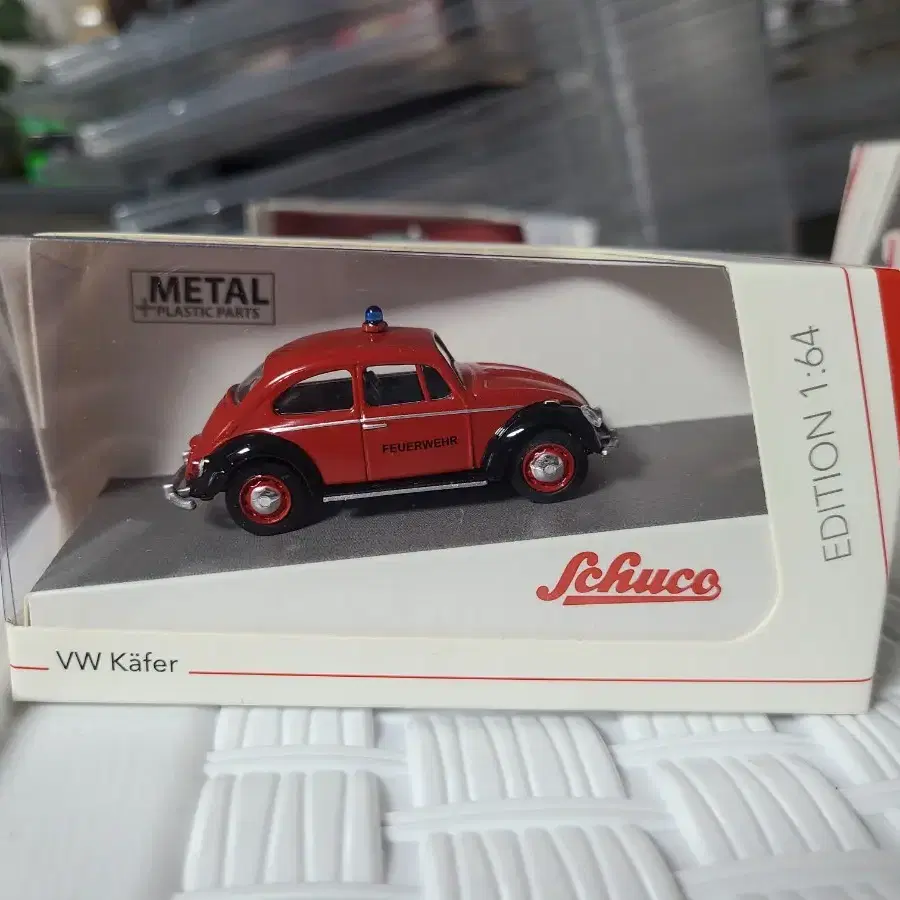 METAL
+ PLASTIC PARTS
FEUERWEHR
EDITION 1:64
Schuco
VW Käfer